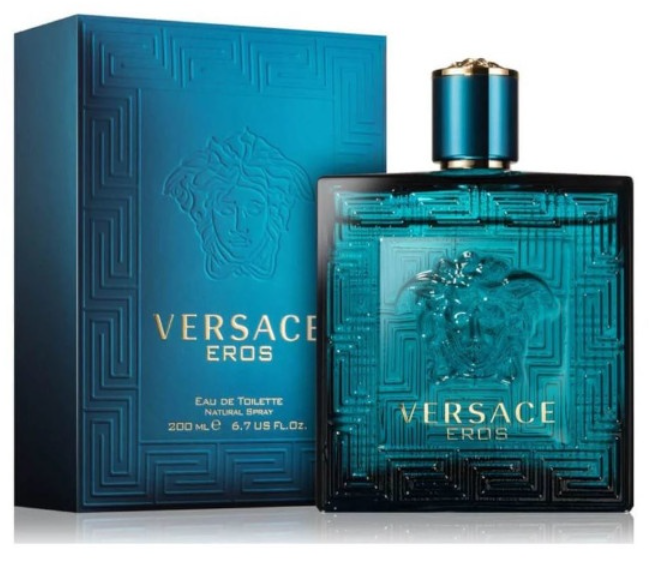 VERSACE
EROS
EAU DE TOILETTE
NATURAL SPRAY
200 ML ℮ 6.7 US FL.OZ.
VERSACE
EROS